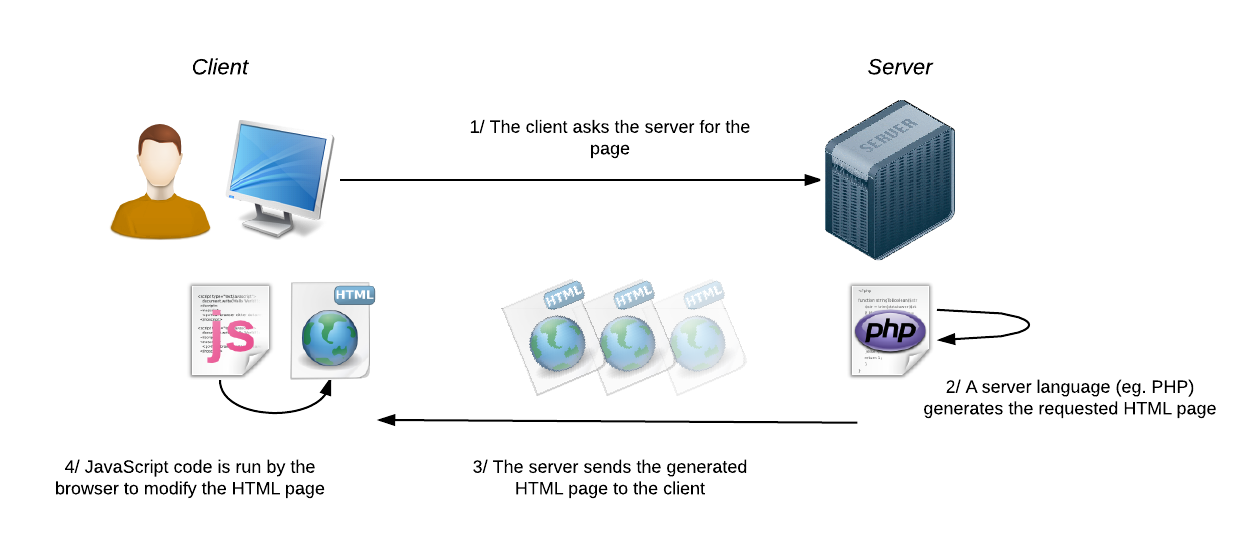 Client
Server
1/ The client asks the server for the
page
SERVER
js
HTML
HTML
HTML
HTML
php
2/ A server language (eg. PHP)
generates the requested HTML page
4/ JavaScript code is run by the
browser to modify the HTML page
3/ The server sends the generated
HTML page to the client